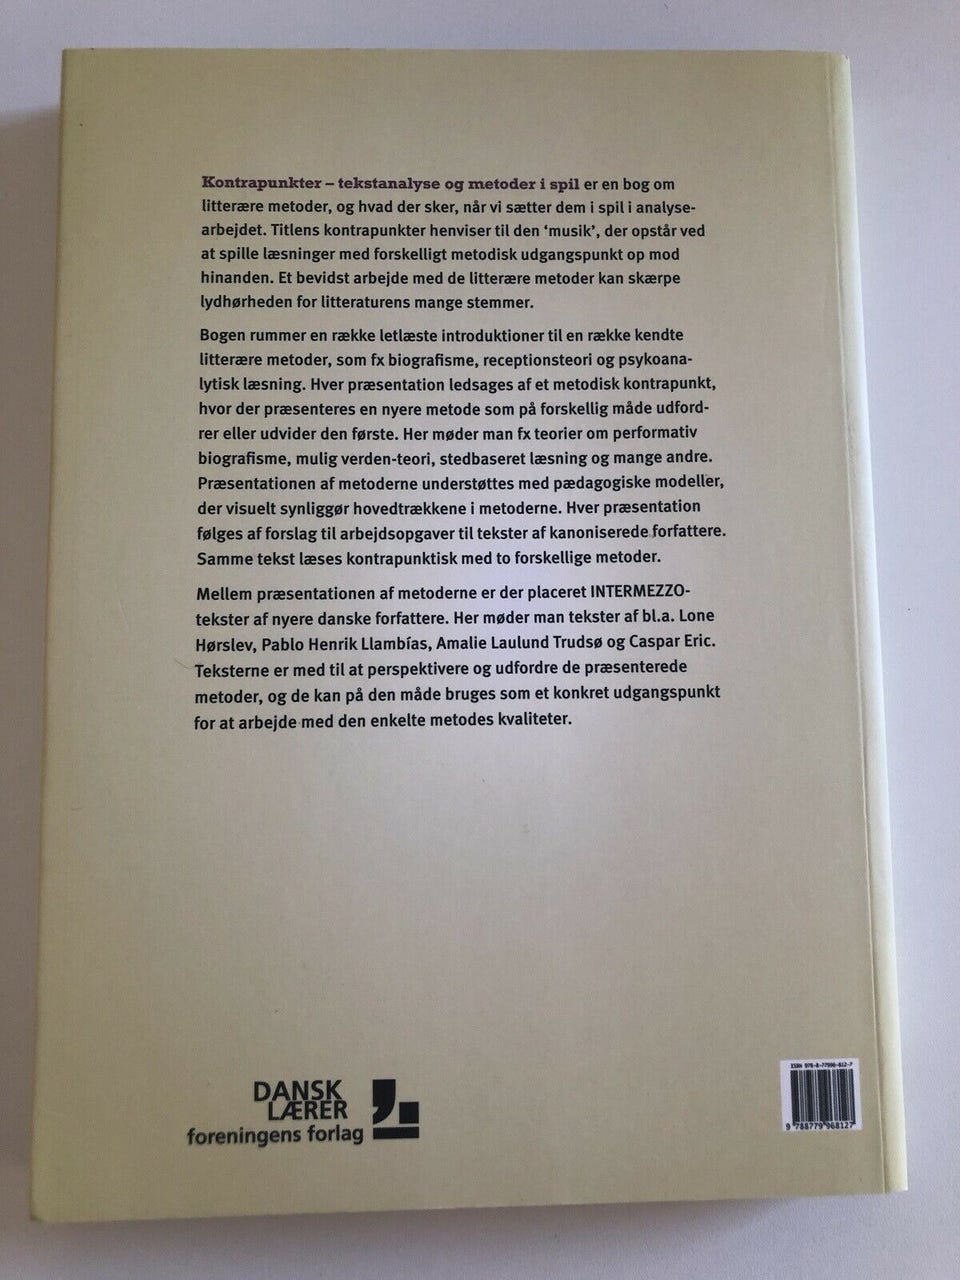 Kontrapunkter – tekstanalyse og metoder i spil er en bog om
litterære metoder, og hvad der sker, når vi sætter dem i spil i analyse-
arbejdet. Titlens kontrapunkter henviser til den ‘musik’, der opstår ved
at spille læsninger med forskelligt metodisk udgangspunkt op mod
hinanden. Et bevidst arbejde med de litterære metoder kan skærpe
lydhørheden for litteraturens mange stemmer.
Bogen rummer en række letlæste introduktioner til en række kendte
litterære metoder, som fx biografisme, receptionsteori og psykoana-
lytisk læsning. Hver præsentation ledsages af et metodisk kontrapunkt,
hvor der præsenteres en nyere metode som på forskellig måde udford-
rer eller udvider den første. Her møder man fx teorier om performativ
biografisme, mulig verden-teori, stedbaseret læsning og mange andre.
Præsentationen af metoderne understøttes med pædagogiske modeller,
der visuelt synliggør hovedtrækkene i metoderne. Hver præsentation
følges af forslag til arbejdsopgaver til tekster af kanoniserede forfattere.
Samme tekst læses kontrapunktisk med to forskellige metoder.
Mellem præsentationen af metoderne er der placeret INTERMEZZO-
tekster af nyere danske forfattere. Her møder man tekster af bl.a. Lone
Hørslev, Pablo Henrik Llambías, Amalie Laulund Trudsø og Caspar Eric.
Teksterne er med til at perspektivere og udfordre de præsenterede
metoder, og de kan på den måde bruges som et konkret udgangspunkt
for at arbejde med den enkelte metodes kvaliteter.
DANSK
LÆRER
foreningens forlag
ISBN 978-8-77996-812-7
9 788779 968127